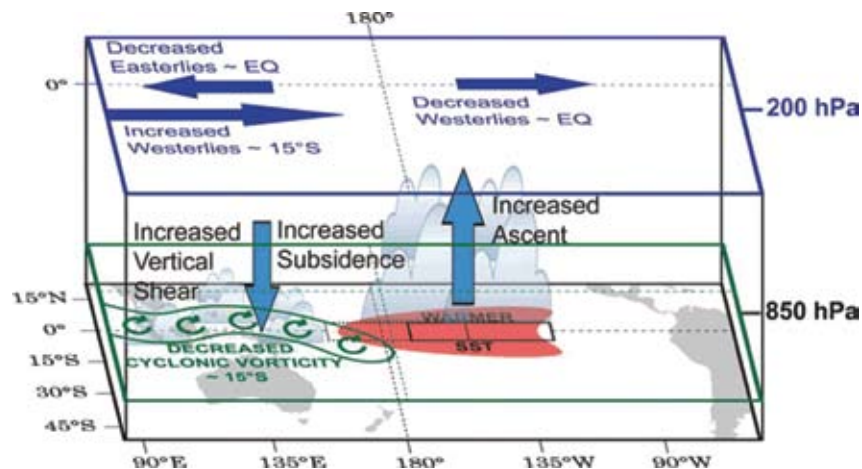 180°
Decreased
Easterlies ~ EQ
0°
Decreased
Westerlies ~ EQ
200 hPa
Increased
Westerlies ~ 15°S
Increased
Vertical
Shear
Increased
Subsidence
Increased
Ascent
15°N
0°
15°S
30°S
45°S
WARMER
SST
850 hPa
DECREASED
CYCLONIC VORTICITY
~ 15°S
90°E
135°E
180°
135°W
90°W